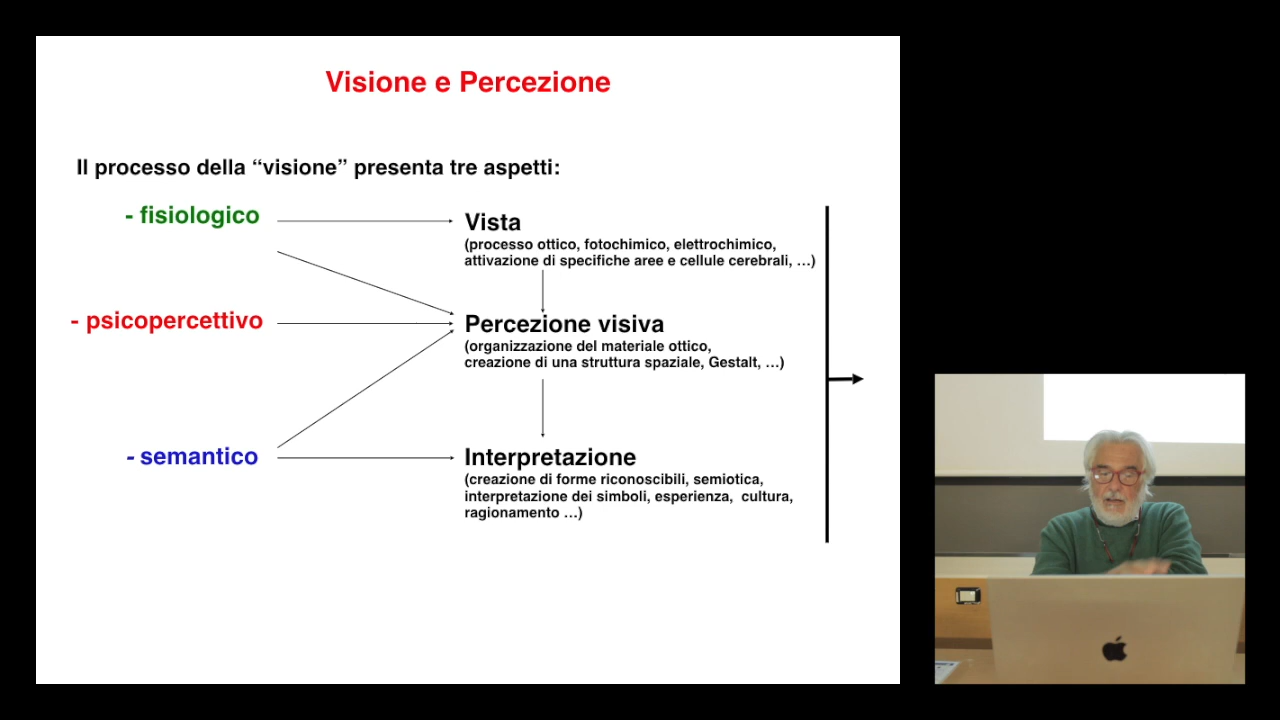 Visione e Percezione
Il processo della “visione” presenta tre aspetti:
- fisiologico
Vista
(processo ottico, fotochimico, elettrochimico,
attivazione di specifiche aree e cellule cerebrali, ...)
- psicopercettivo
Percezione visiva
(organizzazione del materiale ottico,
creazione di una struttura spaziale, Gestalt, ...)
- semantico
Interpretazione
(creazione di forme riconoscibili, semiotica,
interpretazione dei simboli, esperienza, cultura,
ragionamento ...)